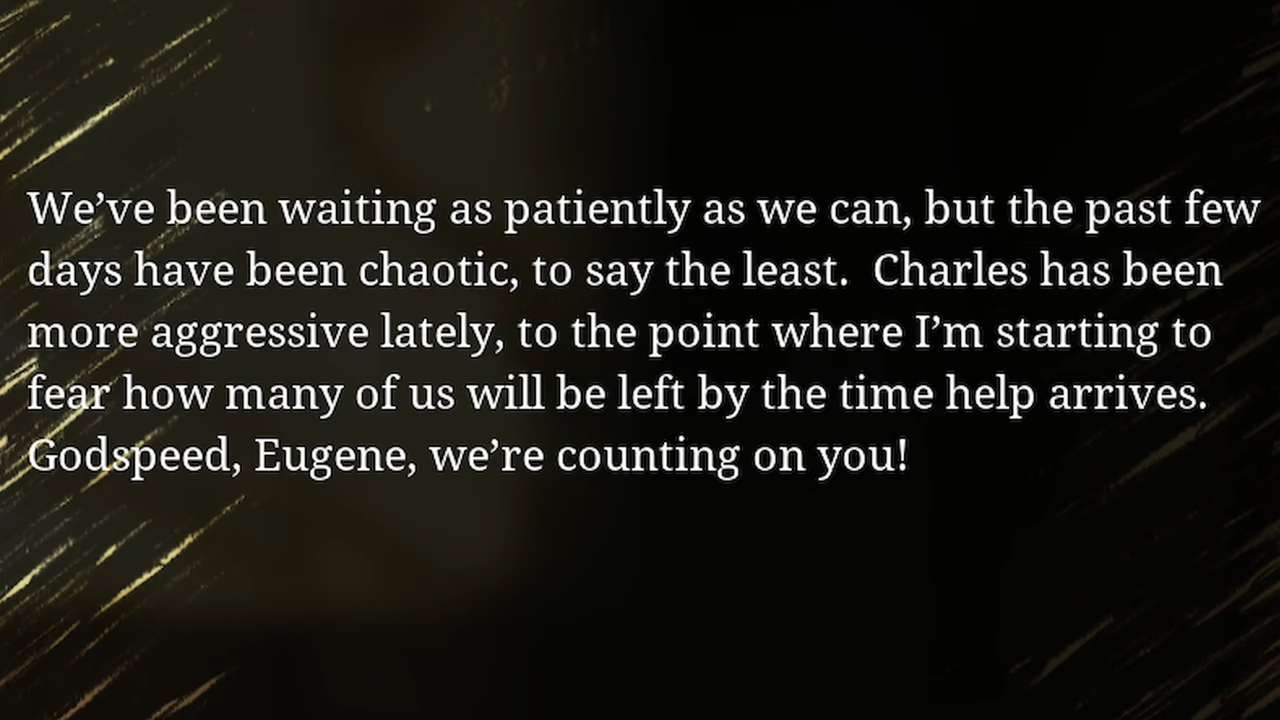 We’ve been waiting as patiently as we can, but the past few
days have been chaotic, to say the least.  Charles has been
more aggressive lately, to the point where I’m starting to
fear how many of us will be left by the time help arrives.
Godspeed, Eugene, we’re counting on you!